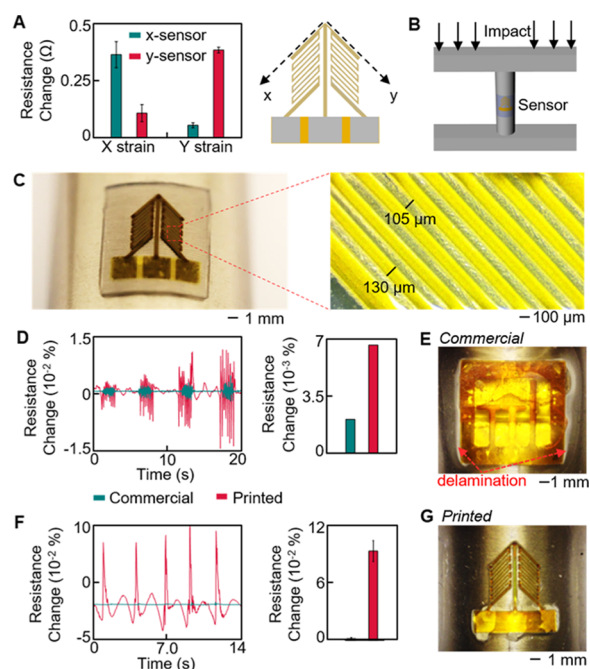 A
Resistance
Change (Ω)
0.5
0.25
0
x-sensor
y-sensor
X strain
Y strain
x
y
B
Impact
Sensor
C
1 mm
105 µm
130 µm
100 µm
D
Resistance
Change (10⁻² %)
1.5
0
-1.5
0
10
20
Time (s)
Resistance
Change (10⁻³ %)
7
3.5
0
Commercial
Printed
E
Commercial
delamination
1 mm
F
Resistance
Change (10⁻² %)
10
0
-5
0
7.0
14
Time (s)
Resistance
Change (10⁻² %)
12
6
0
G
Printed
1 mm